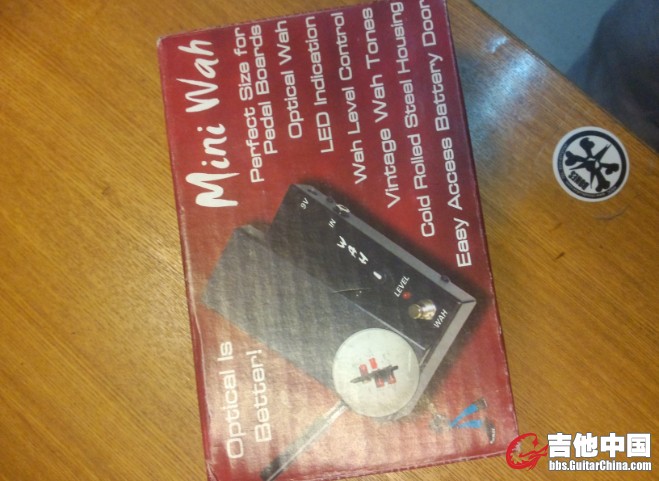 Mini Wah
Perfect Size for
Pedal Boards
Optical Wah
LED Indication
Wah Level Control
Vintage Wah Tones
Cold Rolled Steel Housing
Easy Access Battery Door
9V
IN
WAH
LEVEL
WAH
Optical Is
Better!
吉他中国
bbs.GuitarChina.com